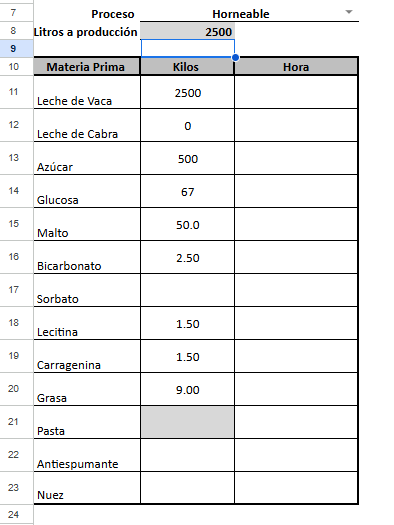 7 Proceso Horneable
8 Litros a producción 2500
9
10 Materia Prima Kilos Hora
11 Leche de Vaca 2500
12 Leche de Cabra 0
13 Azúcar 500
14 Glucosa 67
15 Malto 50.0
16 Bicarbonato 2.50
17 Sorbato
18 Lecitina 1.50
19 Carragenina 1.50
20 Grasa 9.00
21 Pasta
22 Antiespumante
23 Nuez
24